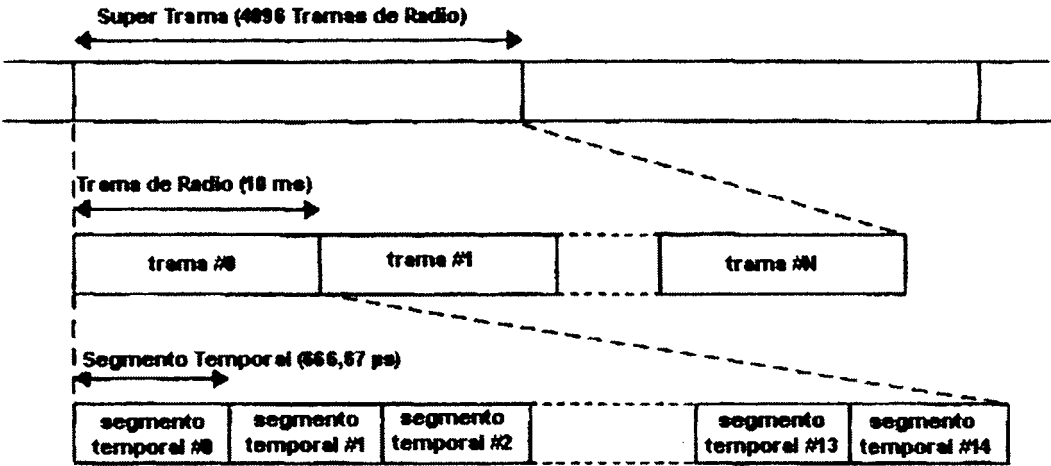 Super Trama (4096 Tramas de Radio)
Trama de Radio (10 ms)
trama #0
trama #1
trama #N
Segmento Temporal (666,67 µs)
segmento
temporal #0
segmento
temporal #1
segmento
temporal #2
segmento
temporal #13
segmento
temporal #14